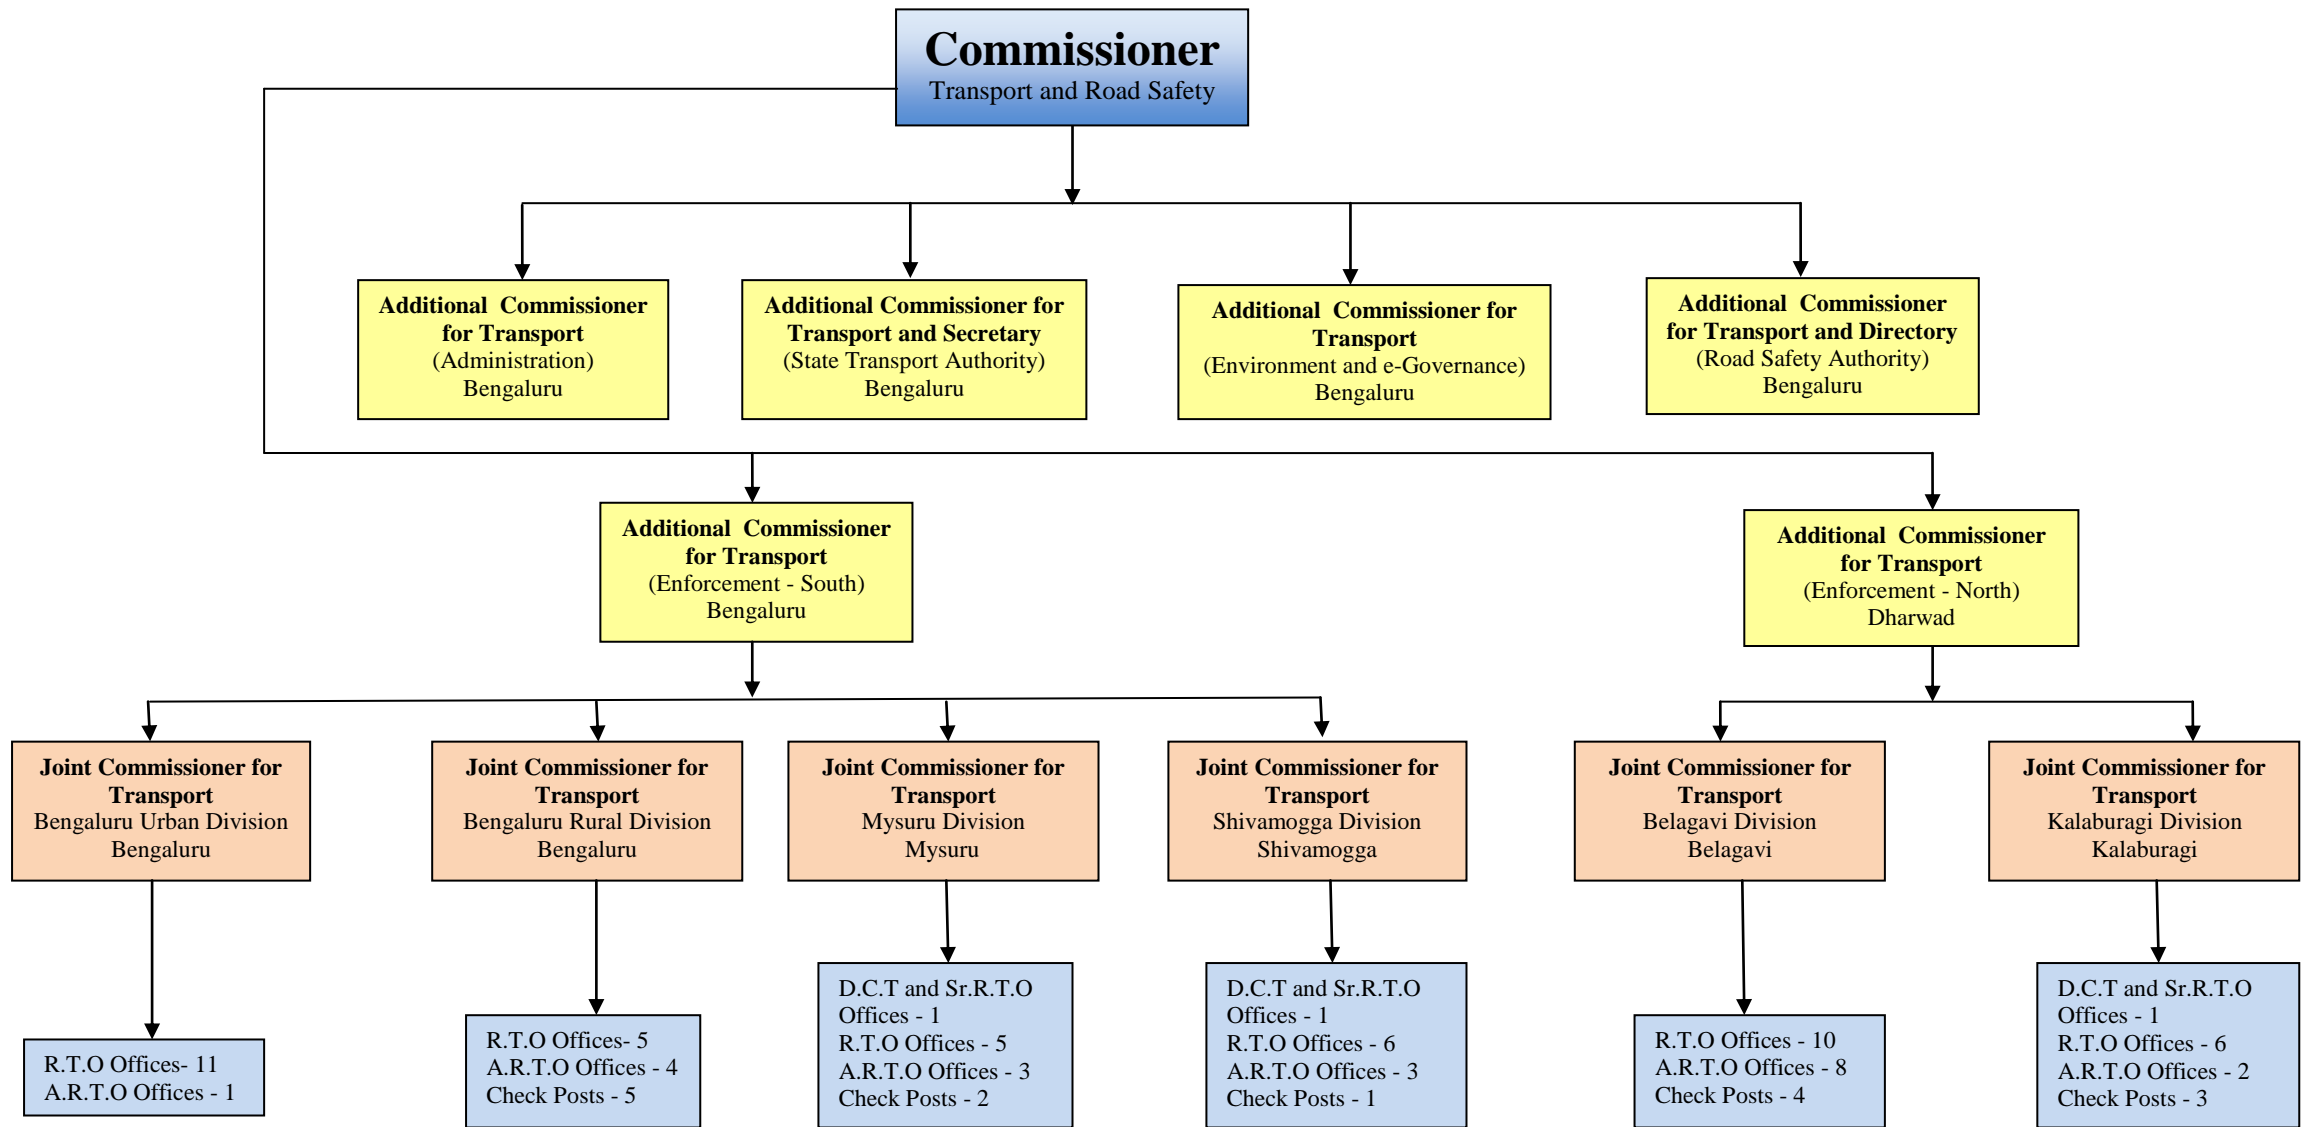 Commissioner
Transport and Road Safety
Additional Commissioner
for Transport
(Administration)
Bengaluru
Additional Commissioner for
Transport and Secretary
(State Transport Authority)
Bengaluru
Additional Commissioner for
Transport
(Environment and e-Governance)
Bengaluru
Additional Commissioner
for Transport and Directory
(Road Safety Authority)
Bengaluru
Additional Commissioner
for Transport
(Enforcement - South)
Bengaluru
Additional Commissioner
for Transport
(Enforcement - North)
Dharwad
Joint Commissioner for
Transport
Bengaluru Urban Division
Bengaluru
Joint Commissioner for
Transport
Bengaluru Rural Division
Bengaluru
Joint Commissioner for
Transport
Mysuru Division
Mysuru
Joint Commissioner for
Transport
Shivamogga Division
Shivamogga
Joint Commissioner for
Transport
Belagavi Division
Belagavi
Joint Commissioner for
Transport
Kalaburagi Division
Kalaburagi
R.T.O Offices- 11
A.R.T.O Offices - 1
R.T.O Offices- 5
A.R.T.O Offices - 4
Check Posts - 5
D.C.T and Sr.R.T.O
Offices - 1
R.T.O Offices - 5
A.R.T.O Offices - 3
Check Posts - 2
D.C.T and Sr.R.T.O
Offices - 1
R.T.O Offices - 6
A.R.T.O Offices - 3
Check Posts - 1
R.T.O Offices - 10
A.R.T.O Offices - 8
Check Posts - 4
D.C.T and Sr.R.T.O
Offices - 1
R.T.O Offices - 6
A.R.T.O Offices - 2
Check Posts - 3